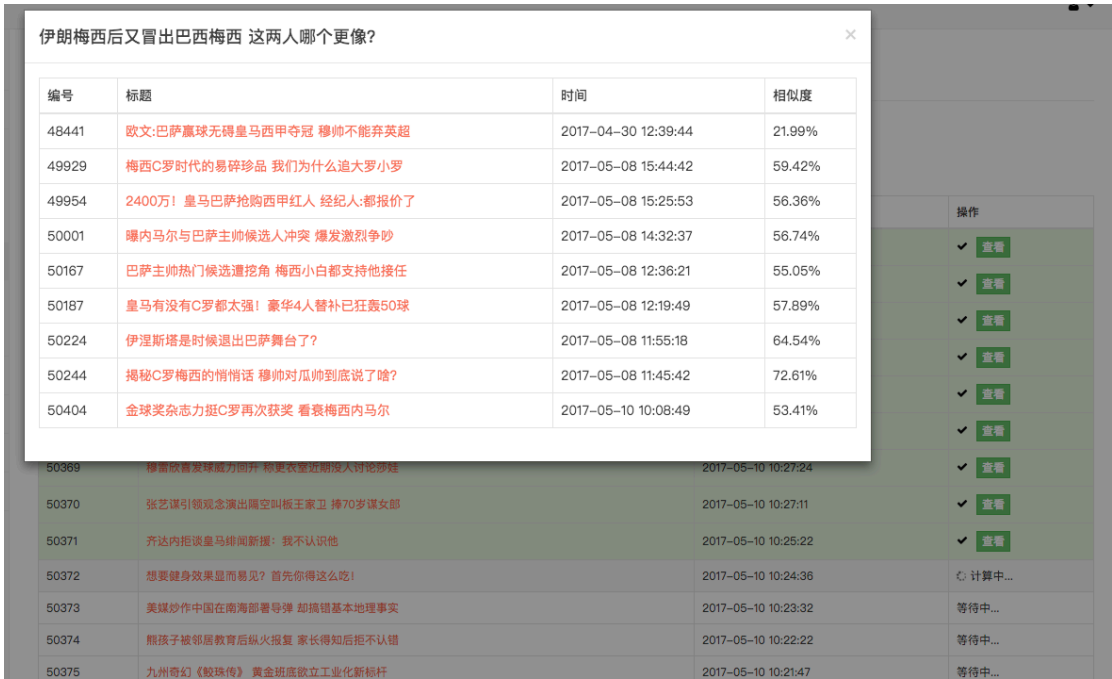 伊朗梅西后又冒出巴西梅西 这两人哪个更像?
×
编号 标题 时间 相似度
48441 欧文:巴萨赢球无碍皇马西甲夺冠 穆帅不能弃英超 2017-04-30 12:39:44 21.99%
49929 梅西C罗时代的易碎珍品 我们为什么追大罗小罗 2017-05-08 15:44:42 59.42%
49954 2400万！皇马巴萨抢购西甲红人 经纪人:都报价了 2017-05-08 15:25:53 56.36%
50001 曝内马尔与巴萨主帅候选人冲突 爆发激烈争吵 2017-05-08 14:32:37 56.74%
50167 巴萨主帅热门候选遭挖角 梅西小白都支持他接任 2017-05-08 12:36:21 55.05%
50187 皇马有没有C罗都太强！豪华4人替补已狂轰50球 2017-05-08 12:19:49 57.89%
50224 伊涅斯塔是时候退出巴萨舞台了? 2017-05-08 11:55:18 64.54%
50244 揭秘C罗梅西的悄悄话 穆帅对瓜帅到底说了啥? 2017-05-08 11:45:42 72.61%
50404 金球奖杂志力挺C罗再次获奖 看衰梅西内马尔 2017-05-10 10:08:49 53.41%
操作
查看
查看
查看
查看
查看
查看
50369 穆雷欣喜发球威力回升 称更衣室近期没人讨论莎娃 2017-05-10 10:27:24 查看
50370 张艺谋引领观念演出隔空叫板王家卫 捧70岁谋女郎 2017-05-10 10:27:11 查看
50371 齐达内拒谈皇马绯闻新援：我不认识他 2017-05-10 10:25:22 查看
50372 想要健身效果显而易见？首先你得这么吃! 2017-05-10 10:24:36 计算中...
50373 美媒炒作中国在南海部署导弹 却搞错基本地理事实 2017-05-10 10:23:32 等待中...
50374 熊孩子被邻居教育后纵火报复 家长得知后拒不认错 2017-05-10 10:22:22 等待中...
50375 九州奇幻《鲛珠传》 黄金班底欲立工业化新标杆 2017-05-10 10:21:47 等待中...